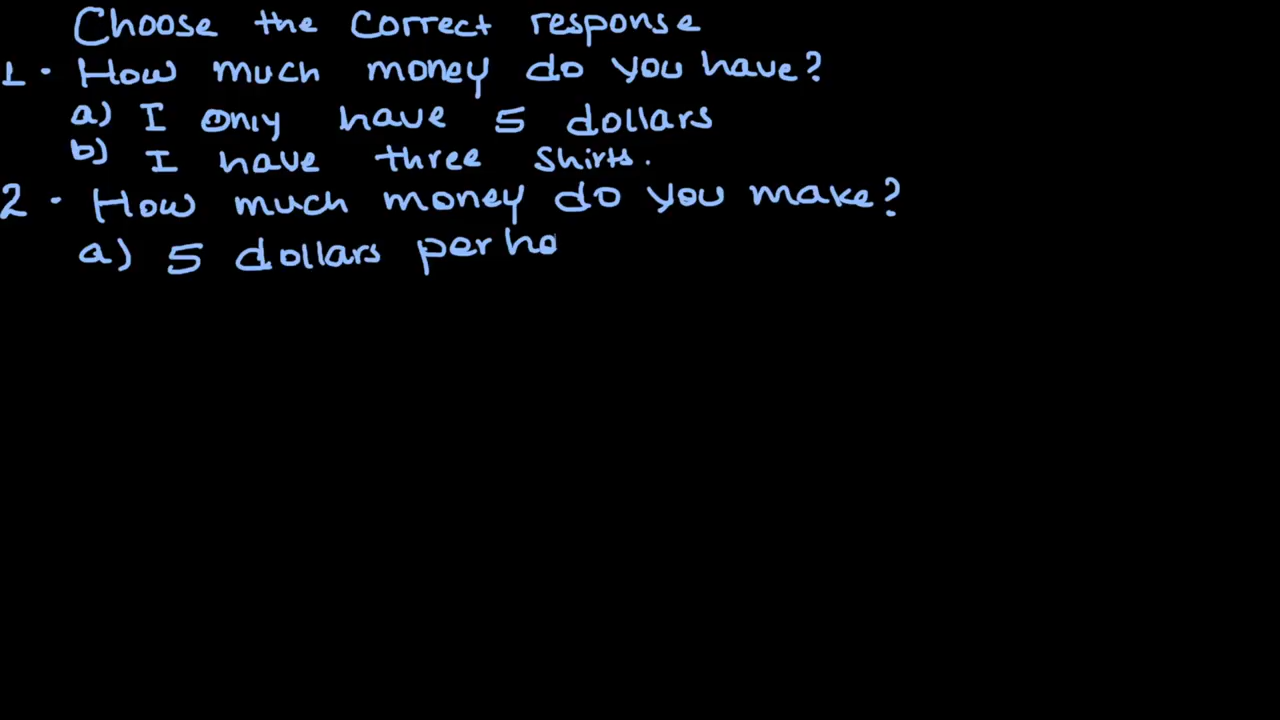 Choose the correct response
1. How much money do you have?
a) I only have 5 dollars
b) I have three shirts.
2. How much money do you make?
a) 5 dollars per ho